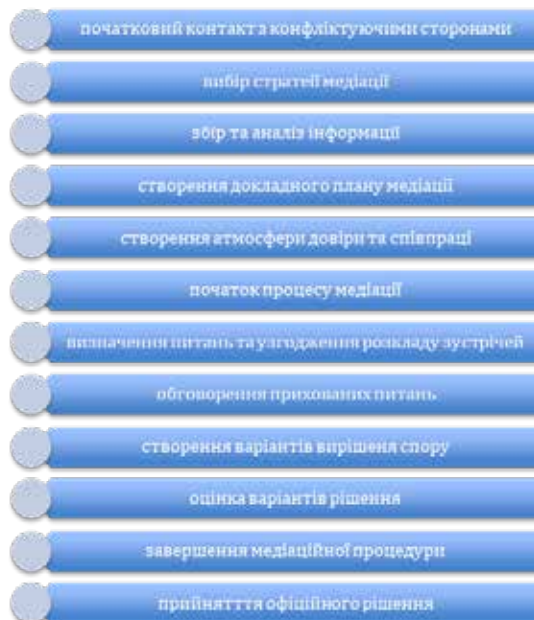 початковий контакт з конфліктуючими сторонами
вибір стратегії медіації
збір та аналіз інформації
створення докладного плану медіації
створення атмосфери довіри та співпраці
початок процесу медіації
визначення питань та узгодження розкладу зустрічей
обговорення прихованих питань
створення варіантів вирішеня спору
оцінка варіантів рішення
завершення медіаційної процедури
прийнятття офіційного рішення